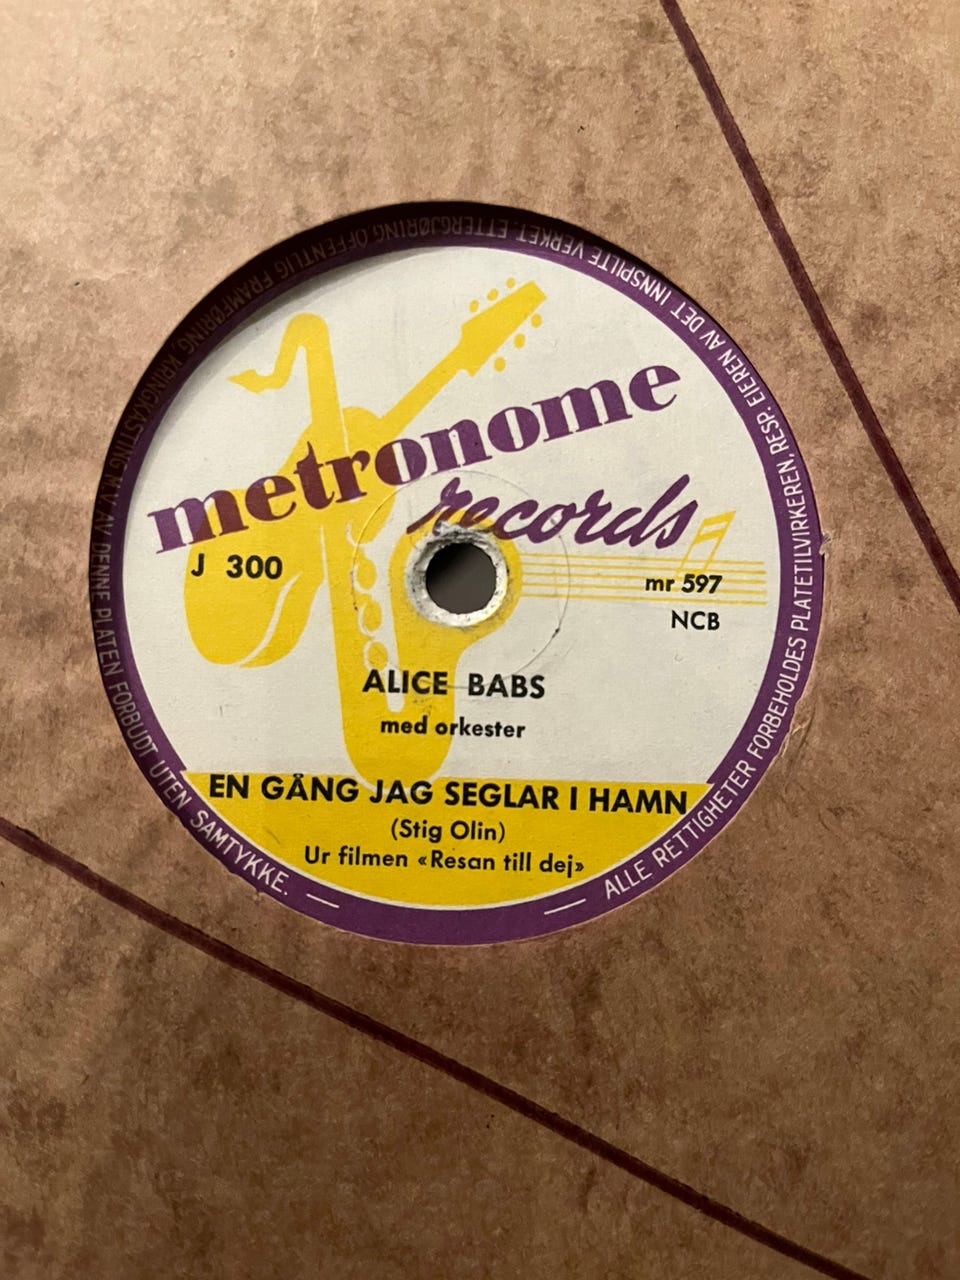 metronome
records
J 300
mr 597
NCB
ALICE BABS
med orkester
EN GÅNG JAG SEGLAR I HAMN
(Stig Olin)
Ur filmen «Resan till dej»
— ALLE RETTIGHETER FORBEHOLDES PLATETILVIRKEREN, RESP. EIEREN AV DET INNSPILTE VERKET. ETTERGJØRING OFFENTLIG FRAMFØRING, KRINGKASTING M.V. AV DENNE PLATEN FORBUDT UTEN SAMTYKKE. —